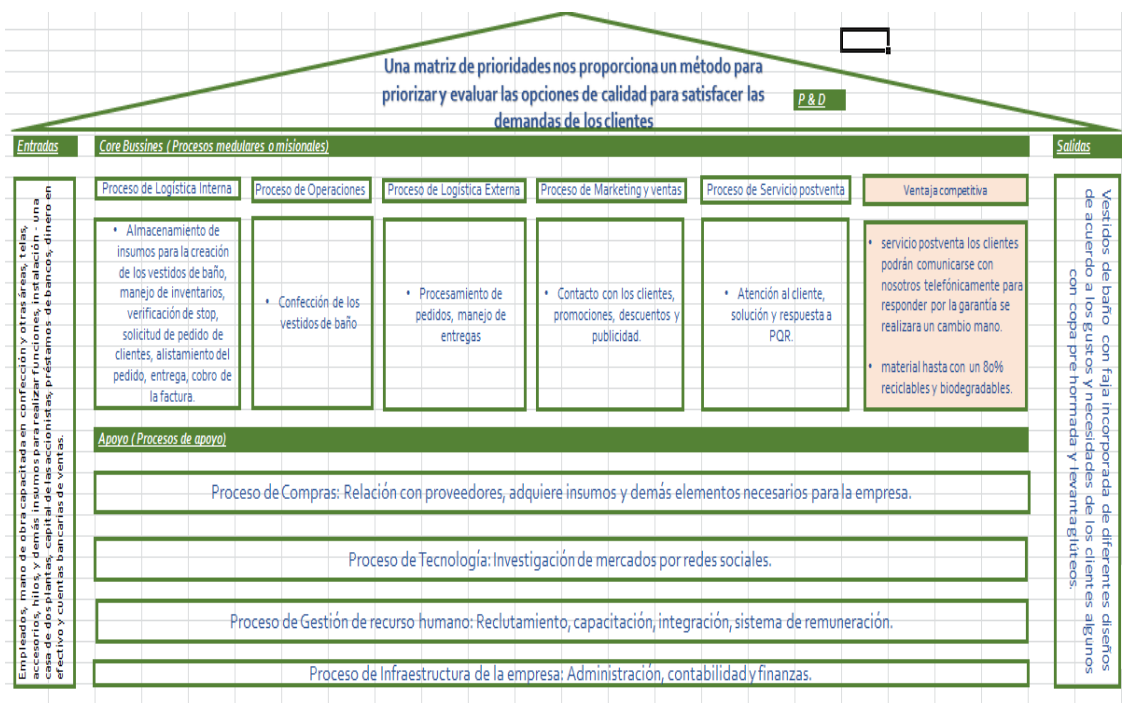 Una matriz de prioridades nos proporciona un método para
priorizar y evaluar las opciones de calidad para satisfacer las
demandas de los clientes
P & D
Entradas
Core Bussines ( Procesos medulares o misionales)
Salidas
Empleados, mano de obra capacitada en confección y otras áreas, telas,
accesorios, hilos, y demás insumos para realizar funciones, instalación - una
casa de dos plantas, capital de las accionistas, préstamos de bancos, dinero en
efectivo y cuentas bancarias de ventas.
Proceso de Logística Interna
• Almacenamiento de
insumos para la creación
de los vestidos de baño,
manejo de inventarios,
verificación de stop,
solicitud de pedido de
clientes, alistamiento del
pedido, entrega, cobro de
la factura.
Proceso de Operaciones
• Confección de los
vestidos de baño
Proceso de Logística Externa
• Procesamiento de
pedidos, manejo de
entregas
Proceso de Marketing y ventas
• Contacto con los clientes,
promociones, descuentos y
publicidad.
Proceso de Servicio postventa
• Atención al cliente,
solución y respuesta a
PQR.
Ventaja competitiva
• servicio postventa los clientes
podrán comunicarse con
nosotros telefónicamente para
responder por la garantía se
realizara un cambio mano.
• material hasta con un 80%
reciclables y biodegradables.
Apoyo ( Procesos de apoyo)
Proceso de Compras: Relación con proveedores, adquiere insumos y demás elementos necesarios para la empresa.
Proceso de Tecnología: Investigación de mercados por redes sociales.
Proceso de Gestión de recurso humano: Reclutamiento, capacitación, integración, sistema de remuneración.
Proceso de Infraestructura de la empresa: Administración, contabilidad y finanzas.
Vestidos de baño con faja incorporada de diferentes diseños
de acuerdo a los gustos y necesidades de los clientes algunos
con copa pre hormada y levanta glúteos.